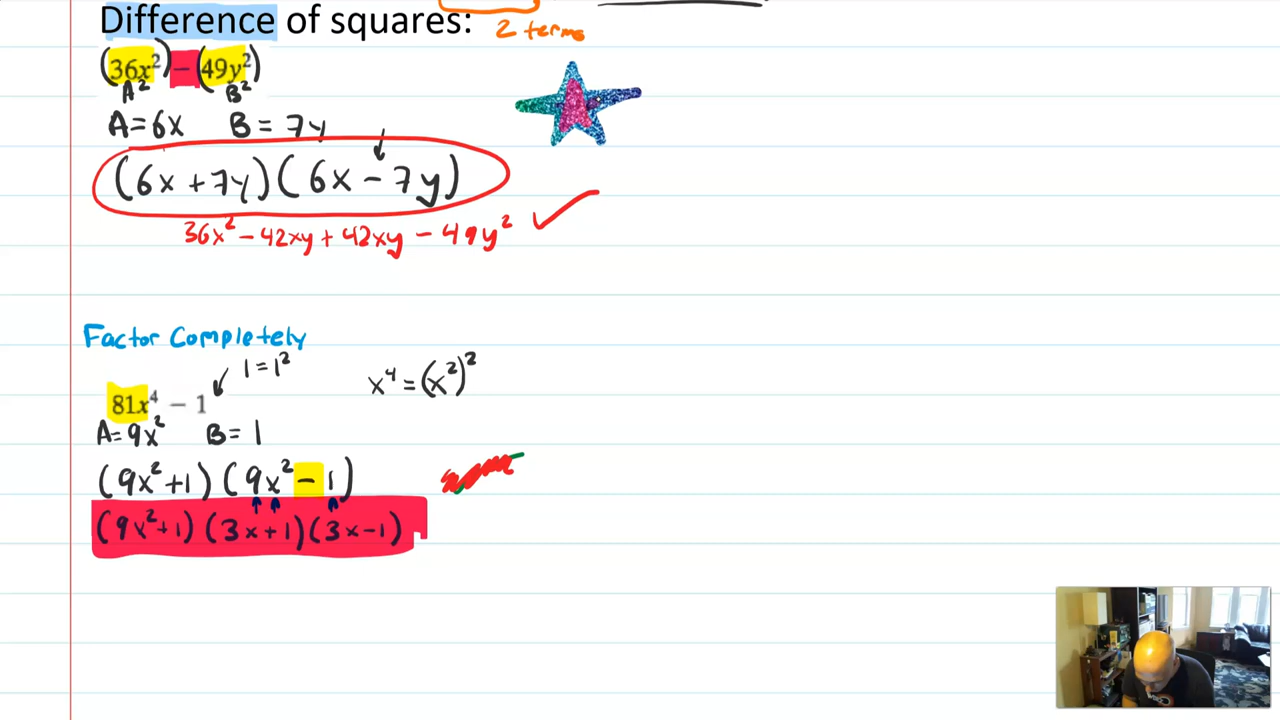 Difference of squares: 2 terms
(36x²) − (49y²)
A² B²
A=6x B = 7y
(6x + 7y)(6x − 7y)
36x² − 42xy + 42xy − 49y²
Factor Completely
1 = 1² x⁴ = (x²)²
81x⁴ − 1
A=9x² B= 1
(9x²+1)(9x² − 1)
(9x²+1)(3x+1)(3x−1)